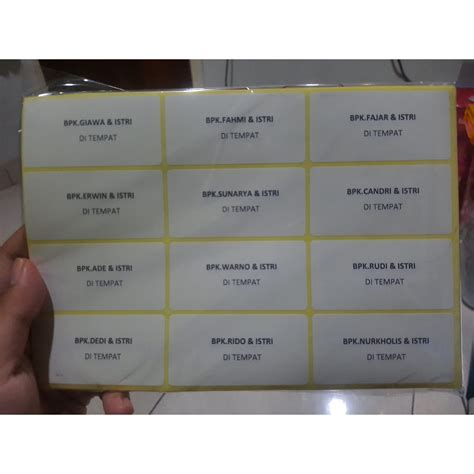 BPK.GIAWA & ISTRI
DI TEMPAT
BPK.FAHMI & ISTRI
DI TEMPAT
BPK.FAJAR & ISTRI
DI TEMPAT
BPK.ERWIN & ISTRI
DI TEMPAT
BPK.SUNARYA & ISTRI
DI TEMPAT
BPK.CANDRI & ISTRI
DI TEMPAT
BPK.ADE & ISTRI
DI TEMPAT
BPK.WARNO & ISTRI
DI TEMPAT
BPK.RUDI & ISTRI
DI TEMPAT
BPK.DEDI & ISTRI
DI TEMPAT
BPK.RIDO & ISTRI
DI TEMPAT
BPK.NURKHOLIS & ISTRI
DI TEMPAT